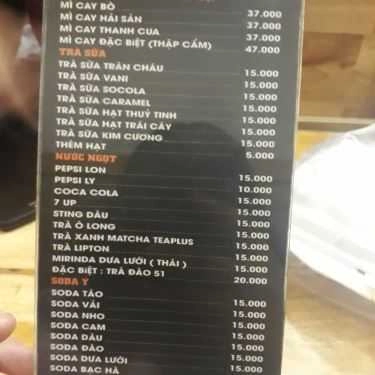 MÌ CAY BÒ 37.000
MÌ CAY HẢI SẢN 37.000
MÌ CAY THANH CUA 37.000
MÌ CAY ĐẶC BIỆT (THẬP CẨM) 47.000
TRÀ SỮA
TRÀ SỮA TRÂN CHÂU 15.000
TRÀ SỮA VANI 15.000
TRÀ SỮA SOCOLA 15.000
TRÀ SỮA CARAMEL 15.000
TRÀ SỮA HẠT THUỶ TINH 15.000
TRÀ SỮA HẠT TRÁI CÂY 15.000
TRÀ SỮA KIM CƯƠNG 15.000
THÊM HẠT 5.000
NƯỚC NGỌT
PEPSI LON 15.000
PEPSI LY 10.000
COCA COLA 15.000
7 UP 15.000
STING DÂU 15.000
TRÀ Ô LONG 15.000
TRÀ XANH MATCHA TEAPLUS 15.000
TRÀ LIPTON 15.000
MIRINDA DƯA LƯỚI ( THÁI ) 15.000
ĐẶC BIỆT : TRÀ ĐÀO 51 20.000
SODA Ý
SODA TÁO 15.000
SODA VẢI 15.000
SODA NHO 15.000
SODA CAM 15.000
SODA DÂU 15.000
SODA ĐÀO 15.000
SODA DƯA LƯỚI 15.000
SODA BẠC HÀ